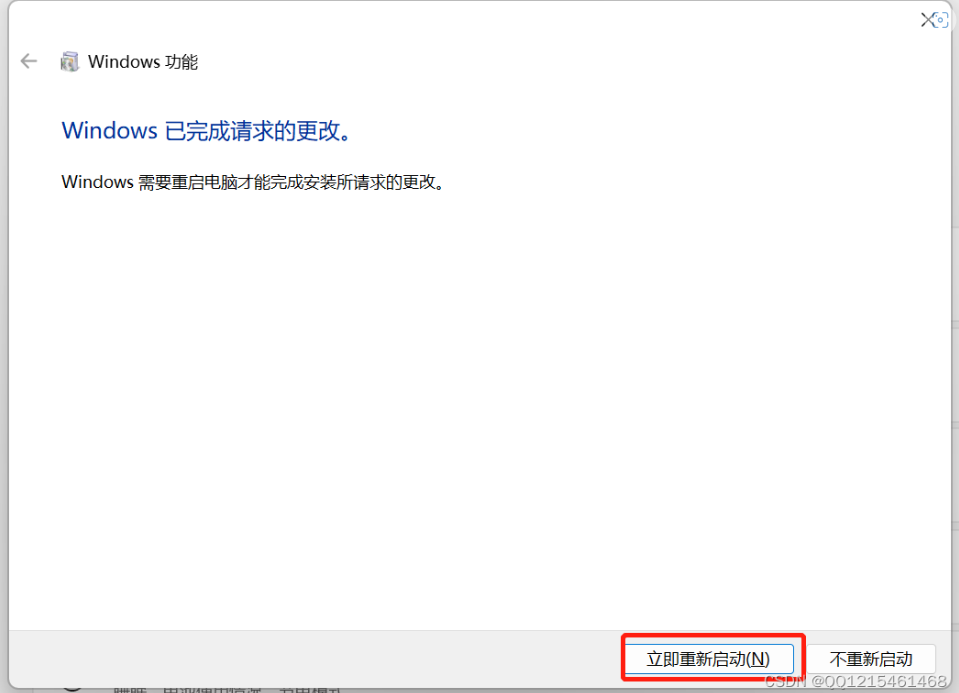 Windows 功能
Windows 已完成请求的更改。
Windows 需要重启电脑才能完成安装所请求的更改。
立即重新启动(N)
不重新启动
CSDN @QQ1215461468